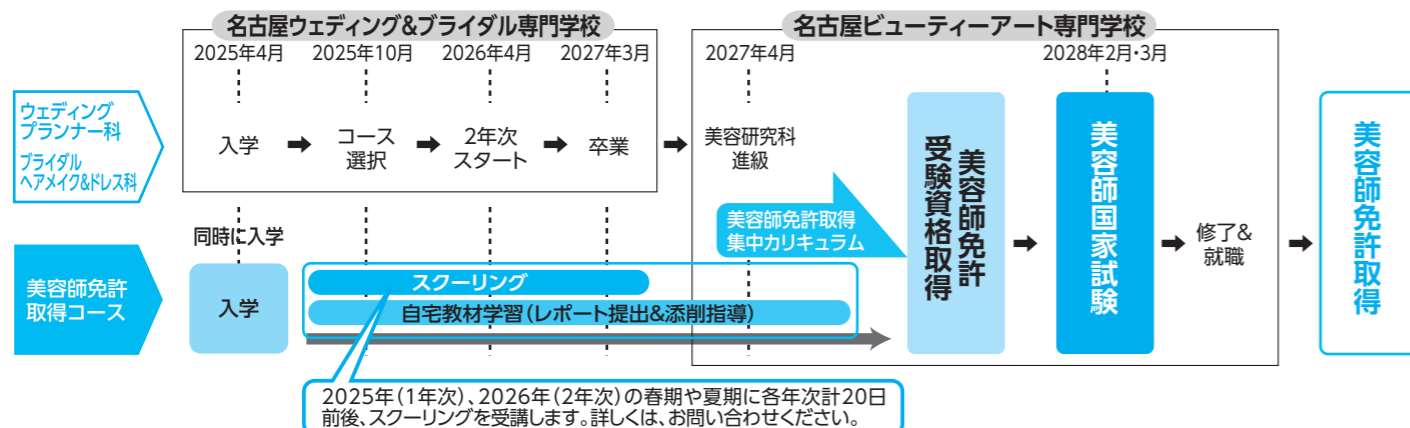 名古屋ウェディング&ブライダル専門学校
名古屋ビューティーアート専門学校
2025年4月
2025年10月
2026年4月
2027年3月
2027年4月
2028年2月・3月
ウェディング
プランナー科
ブライダル
ヘアメイク&ドレス科
入学
コース
選択
2年次
スタート
卒業
美容研究科
進級
美容師免許取得
集中カリキュラム
美容師免許
受験資格取得
美容師国家試験
修了&
就職
美容師免許取得
同時に入学
美容師免許
取得コース
入学
スクーリング
自宅教材学習(レポート提出&添削指導)
2025年(1年次)、2026年(2年次)の春期や夏期に各年次計20日
前後、スクーリングを受講します。詳しくは、お問い合わせください。